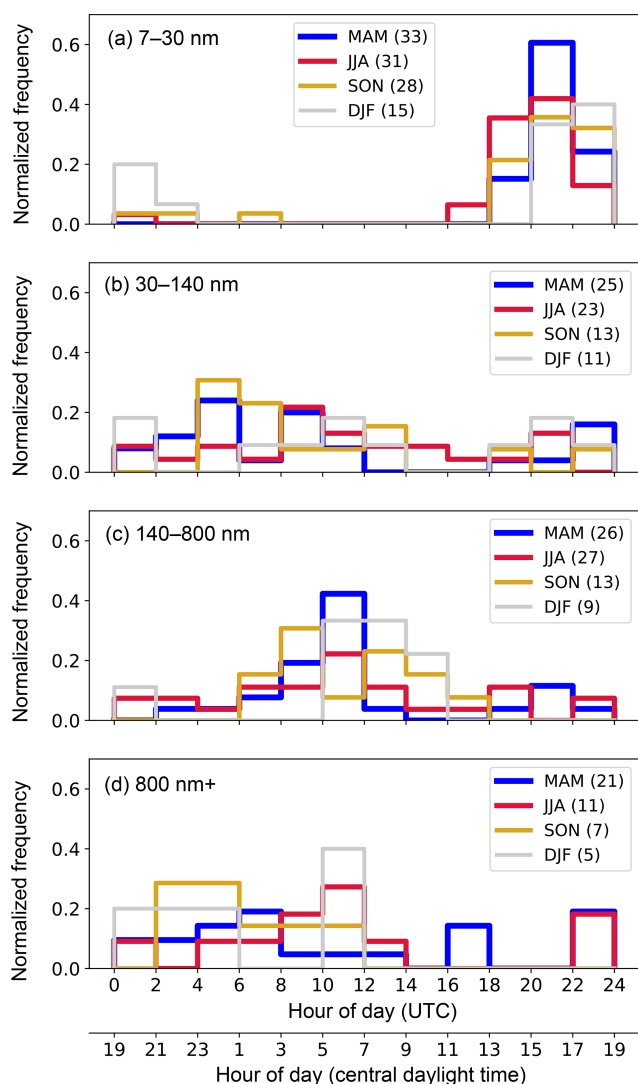 (a) 7–30 nm
MAM (33)
JJA (31)
SON (28)
DJF (15)
Normalized frequency
0.6
0.4
0.2
0.0
(b) 30–140 nm
MAM (25)
JJA (23)
SON (13)
DJF (11)
Normalized frequency
0.6
0.4
0.2
0.0
(c) 140–800 nm
MAM (26)
JJA (27)
SON (13)
DJF (9)
Normalized frequency
0.6
0.4
0.2
0.0
(d) 800 nm+
MAM (21)
JJA (11)
SON (7)
DJF (5)
Normalized frequency
0.6
0.4
0.2
0.0
0 2 4 6 8 10 12 14 16 18 20 22 24
Hour of day (UTC)
19 21 23 1 3 5 7 9 11 13 15 17 19
Hour of day (central daylight time)